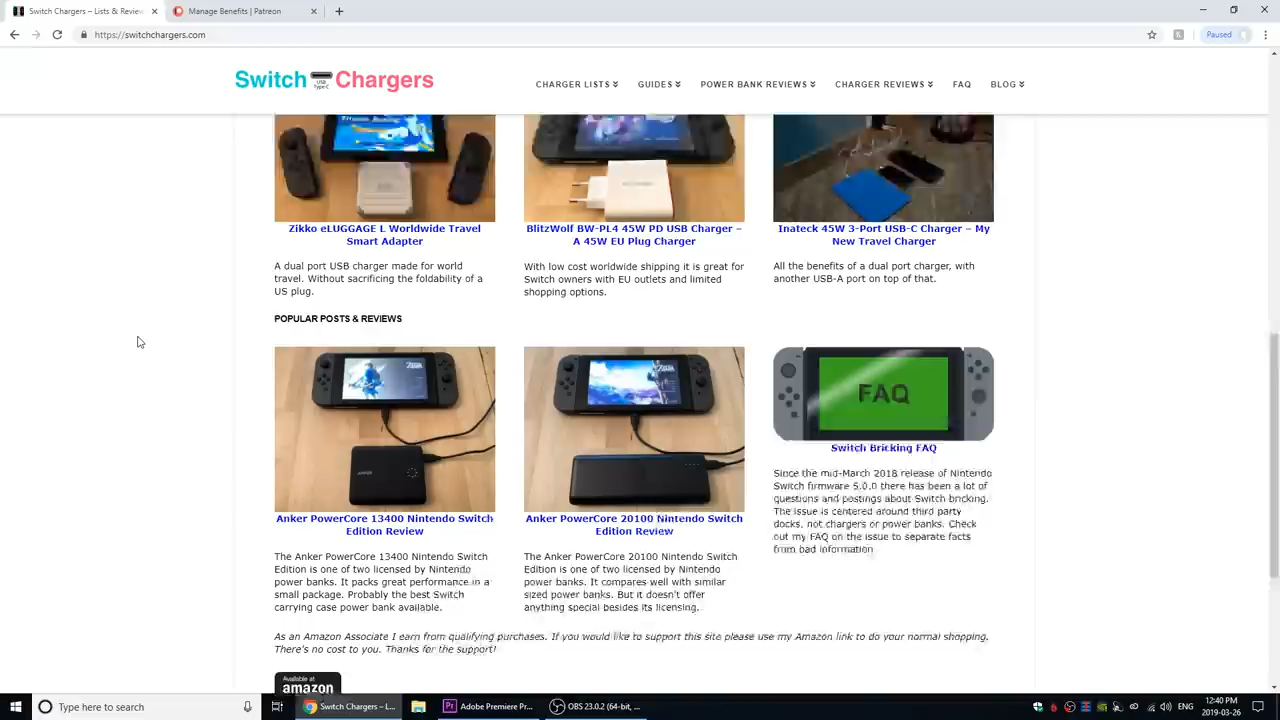 Switch Chargers – Lists & Revie
Manage Benefits | Patreon
https://switchchargers.com
Paused
Switch USB Type-C Chargers
CHARGER LISTS
GUIDES
POWER BANK REVIEWS
CHARGER REVIEWS
FAQ
BLOG
Zikko eLUGGAGE L Worldwide Travel
Smart Adapter
A dual port USB charger made for world
travel. Without sacrificing the foldability of a
US plug.
BlitzWolf BW-PL4 45W PD USB Charger –
A 45W EU Plug Charger
With low cost worldwide shipping it is great for
Switch owners with EU outlets and limited
shopping options.
Inateck 45W 3-Port USB-C Charger – My
New Travel Charger
All the benefits of a dual port charger, with
another USB-A port on top of that.
POPULAR POSTS & REVIEWS
ANKER
Anker PowerCore 13400 Nintendo Switch
Edition Review
The Anker PowerCore 13400 Nintendo Switch
Edition is one of two licensed by Nintendo
power banks. It packs great performance in a
small package. Probably the best Switch
carrying case power bank available.
Anker PowerCore 20100 Nintendo Switch
Edition Review
The Anker PowerCore 20100 Nintendo Switch
Edition is one of two licensed by Nintendo
power banks. It compares well with similar
sized power banks. But it doesn't offer
anything special besides its licensing.
FAQ
Switch Bricking FAQ
Since the mid-March 2018 release of Nintendo
Switch firmware 5.0.0 there has been a lot of
questions and postings about Switch bricking.
The issue is centered around third party
docks, not chargers or power banks. Check
out my FAQ on the issue to separate facts
from bad information
As an Amazon Associate I earn from qualifying purchases. If you would like to support this site please use my Amazon link to do your normal shopping.
There's no cost to you. Thanks for the support!
Available at
amazon
Type here to search
Switch Chargers – L...
Adobe Premiere Pr...
OBS 23.0.2 (64-bit, ...
ENG
12:40 PM
2019-03-26